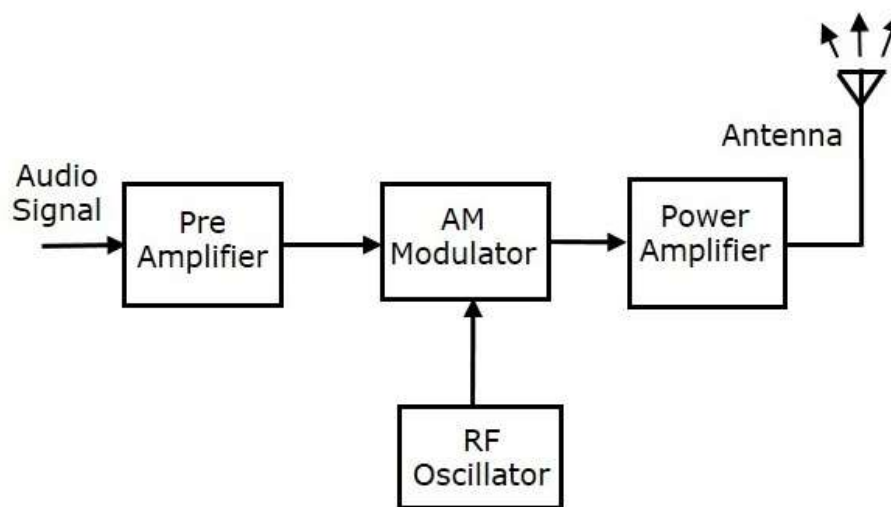 Antenna
Audio
Signal
Pre
Amplifier
AM
Modulator
Power
Amplifier
RF
Oscillator